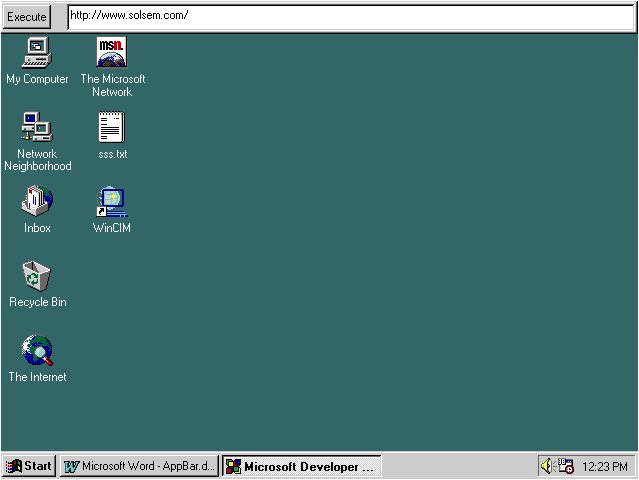 Execute
http://www.solsem.com/
My Computer
msn.
The Microsoft
Network
Network
Neighborhood
sss.txt
Inbox
WinCIM
Recycle Bin
The Internet
Start
Microsoft Word - AppBar.d...
Microsoft Developer ...
12:23 PM